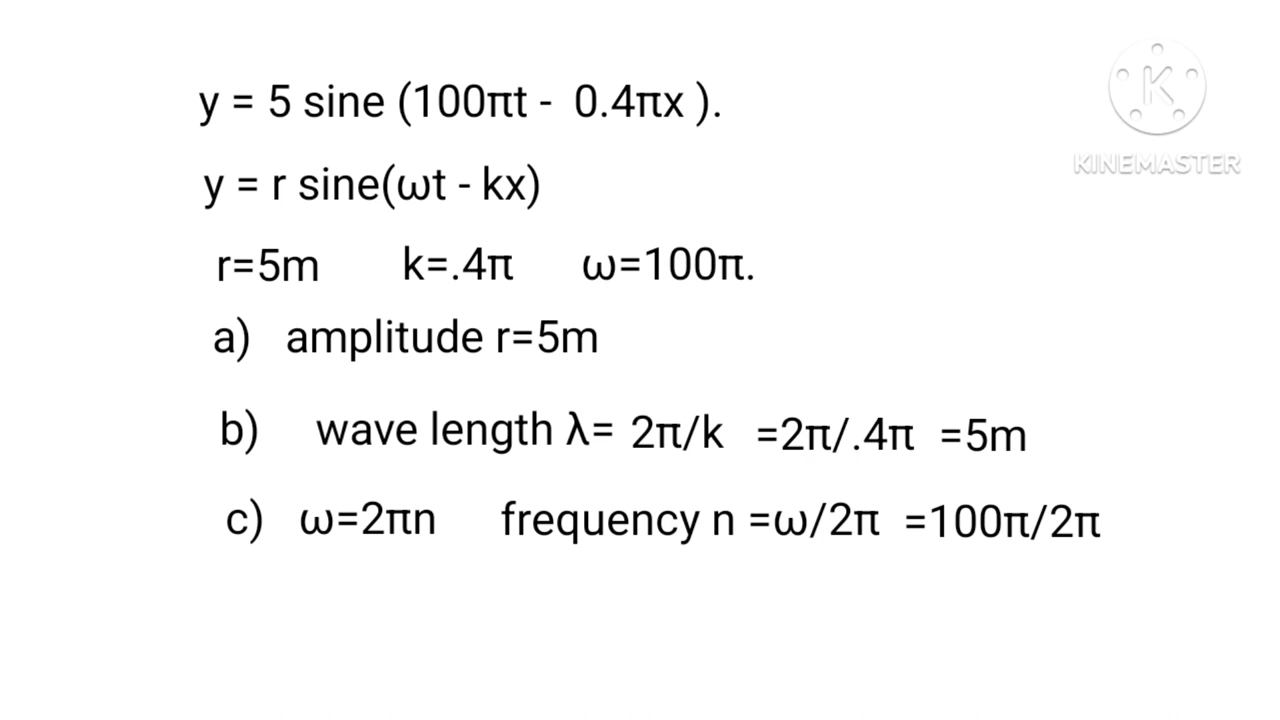 y = 5 sine (100πt - 0.4πx ).
y = r sine(ωt - kx)
r=5m k=.4π ω=100π.
a) amplitude r=5m
b) wave length λ= 2π/k =2π/.4π =5m
c) ω=2πn frequency n =ω/2π =100π/2π
K
KINEMASTER